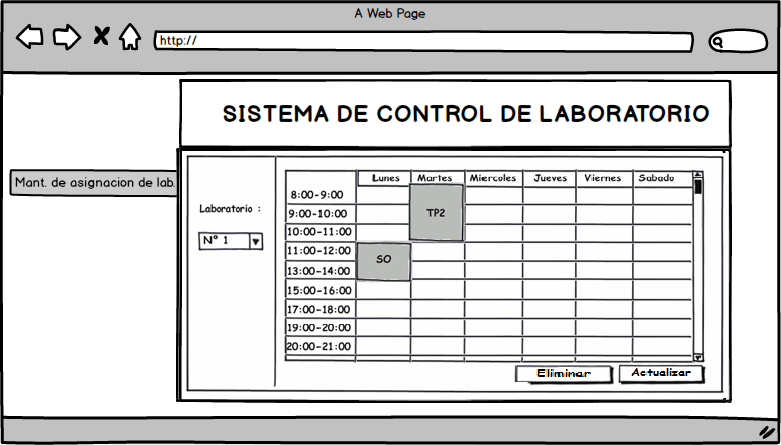 A Web Page
http://
SISTEMA DE CONTROL DE LABORATORIO
Mant. de asignacion de lab.
Laboratorio :
N° 1
Lunes Martes Miercoles Jueves Viernes Sabado
8:00-9:00
9:00-10:00 TP2
10:00-11:00
11:00-12:00
SO
13:00-14:00
15:00-16:00
17:00-18:00
19:00-20:00
20:00-21:00
Eliminar Actualizar